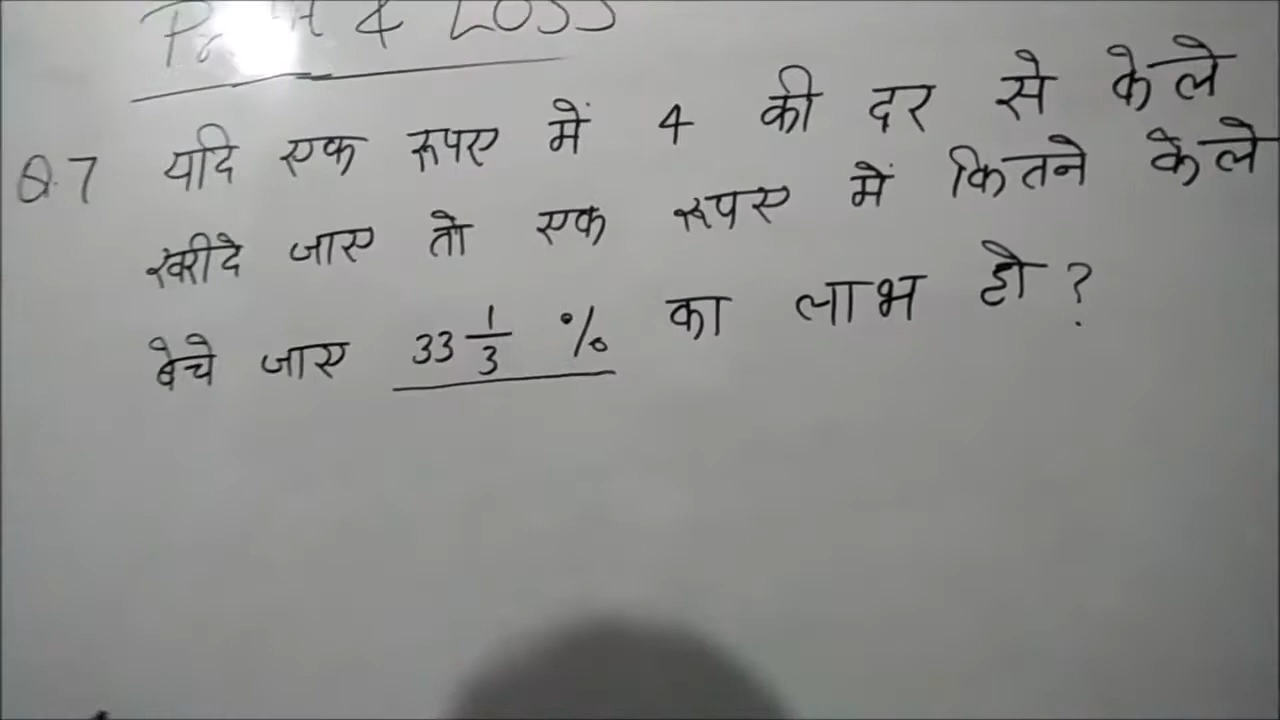 & LOSS
Q.7 यदि एक रूपए में 4 की दर से केले
खरीदे जाए तो एक रूपए में कितने केले
बेचे जाए 33 1/3 % का लाभ हो?